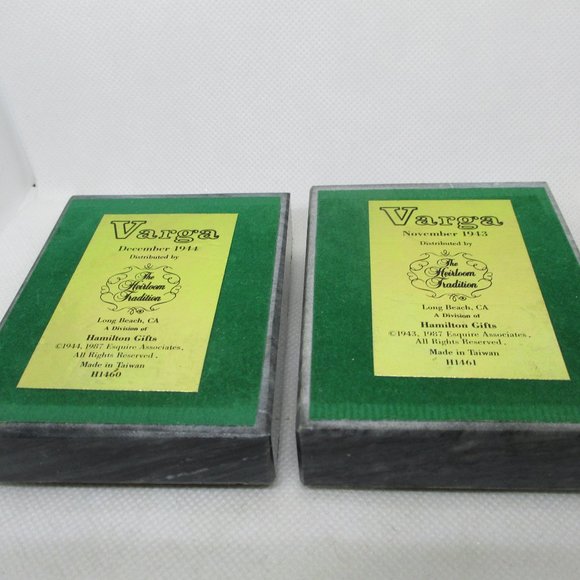 Varga
December 1944
Distributed by
The
Heirloom
Tradition
Long Beach, CA
A Division of
Hamilton Gifts
©1944, 1987 Esquire Associates.
All Rights Reserved.
Made in Taiwan
H1460
Varga
November 1943
Distributed by
The
Heirloom
Tradition
Long Beach, CA
A Division of
Hamilton Gifts
©1943, 1987 Esquire Associates.
All Rights Reserved.
Made in Taiwan
H1461